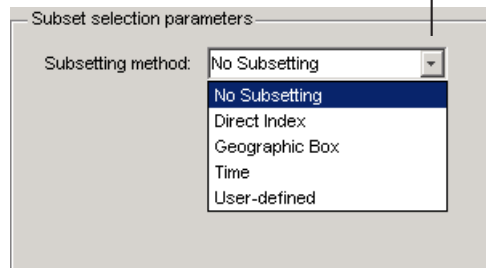 Subset selection parameters
Subsetting method: No Subsetting
No Subsetting
Direct Index
Geographic Box
Time
User-defined